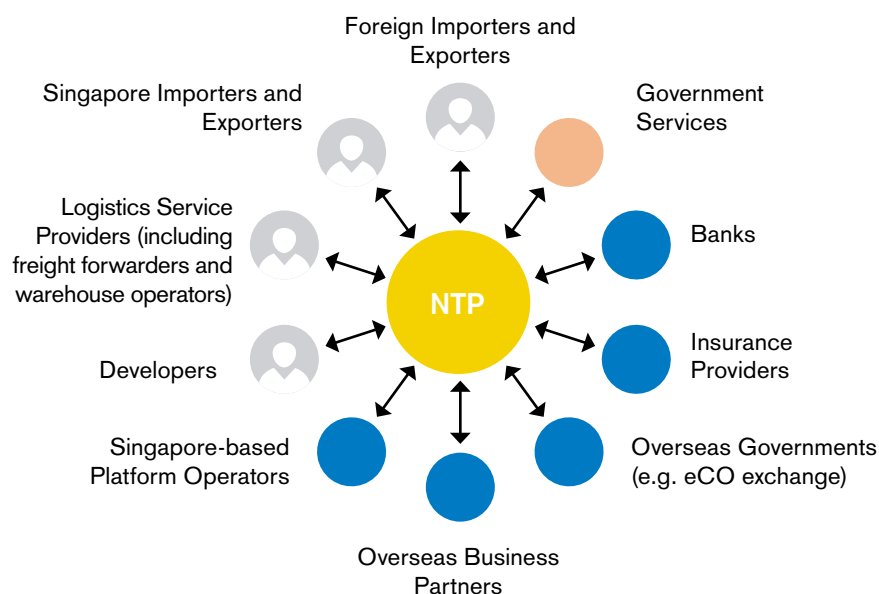 Foreign Importers and
Exporters
Singapore Importers and
Exporters
Government
Services
Logistics Service
Providers (including
freight forwarders and
warehouse operators)
Banks
NTP
Insurance
Providers
Developers
Singapore-based
Platform Operators
Overseas Governments
(e.g. eCO exchange)
Overseas Business
Partners